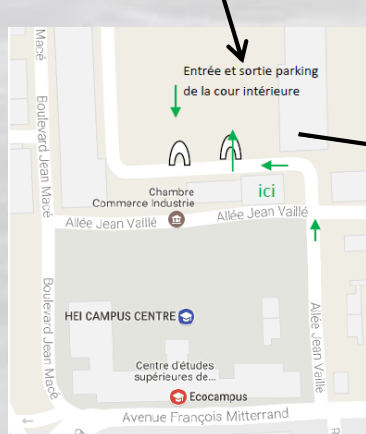 Macé
Entrée et sortie parking
de la cour intérieure
Boulevard Jean Macé
ici
Chambre
Commerce Industrie
Allée Jean Vaillé
Allée Jean Vaillé
Boulevard Jean Macé
HEI CAMPUS CENTRE
Allée Jean Vaillé
Centre d'études
supérieures de...
Ecocampus
Avenue François Mitterrand
R